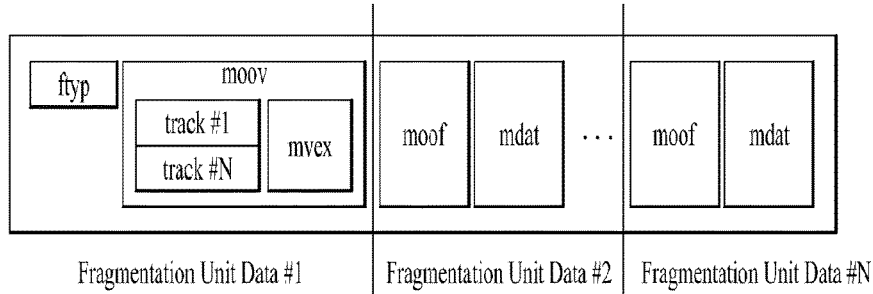 ftyp
moov
track #1
track #N
mvex
moof
mdat
...
moof
mdat
Fragmentation Unit Data #1
Fragmentation Unit Data #2
Fragmentation Unit Data #N